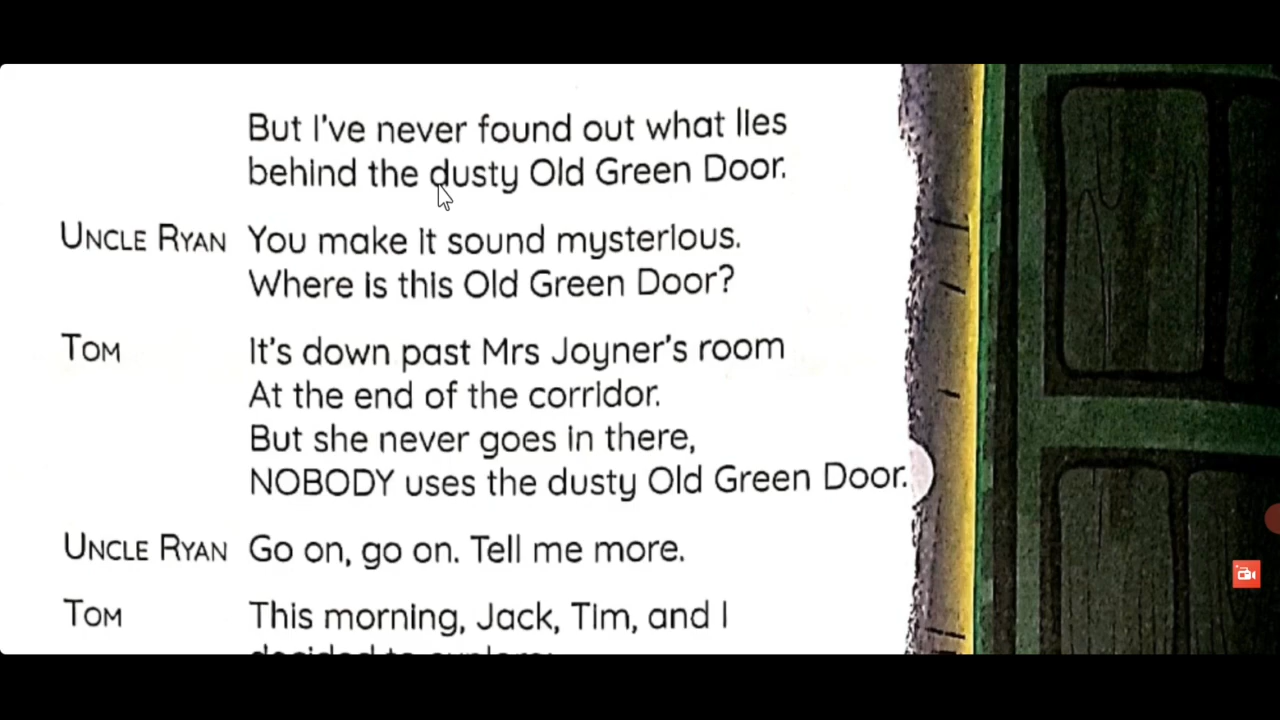 But I've never found out what lies
behind the dusty Old Green Door.
UNCLE RYAN You make it sound mysterious.
Where is this Old Green Door?
TOM It's down past Mrs Joyner's room
At the end of the corridor.
But she never goes in there,
NOBODY uses the dusty Old Green Door.
UNCLE RYAN Go on, go on. Tell me more.
TOM This morning, Jack, Tim, and I
decided to explore